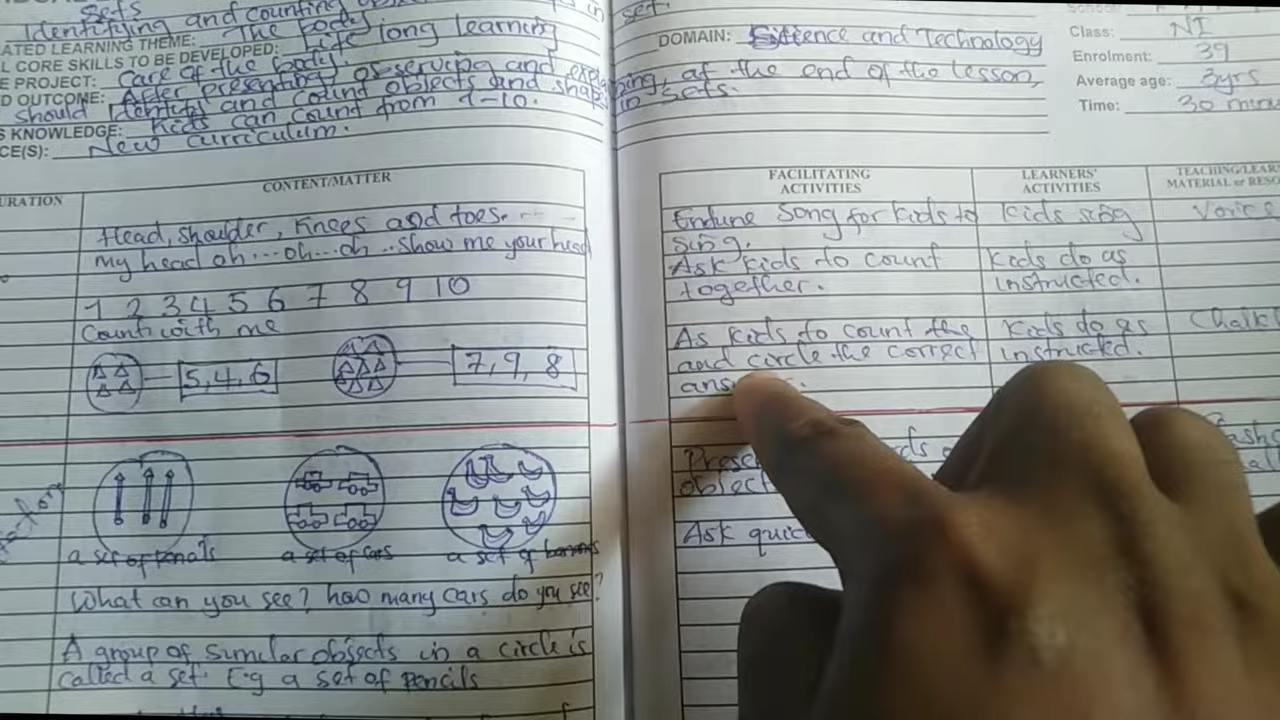 Sets
Identifying and counting objects in set.
ATED LEARNING THEME: The body
L CORE SKILLS TO BE DEVELOPED: Life long learning
E PROJECT: Care of the body.
D OUTCOME: After presenting, observing and explaining, at the end of the lesson,
should Identify and count objects and shapes in sets.
S KNOWLEDGE: Kids can count from 1-10.
CE(S): New curriculum.
URATION
CONTENT/MATTER
Head, shoulder, Knees and toes.
My head oh...oh...oh...show me your head
1 2 3 4 5 6 7 8 9 10
Count with me
5, 4, 6
7, 9, 8
a set of pencils
a set of cars
a set of
What can you see? how many cars do you see?
A group of Similar objects in a circle is
called a set. E.g a set of pencils
DOMAIN: Science and Technology
Class: N1
Enrolment: 39
Average age: 3yrs
Time: 30
FACILITATING ACTIVITIES
LEARNERS' ACTIVITIES
TEACHING/LEAR
MATERIAL or RESO
Entune Song for kids to
sing.
Kids sing
Voice
Ask kids to count
together.
Kids do as
instructed.
As kids to count the
and circle the correct
Kids do as
instructed.
Chalk
object
Ask